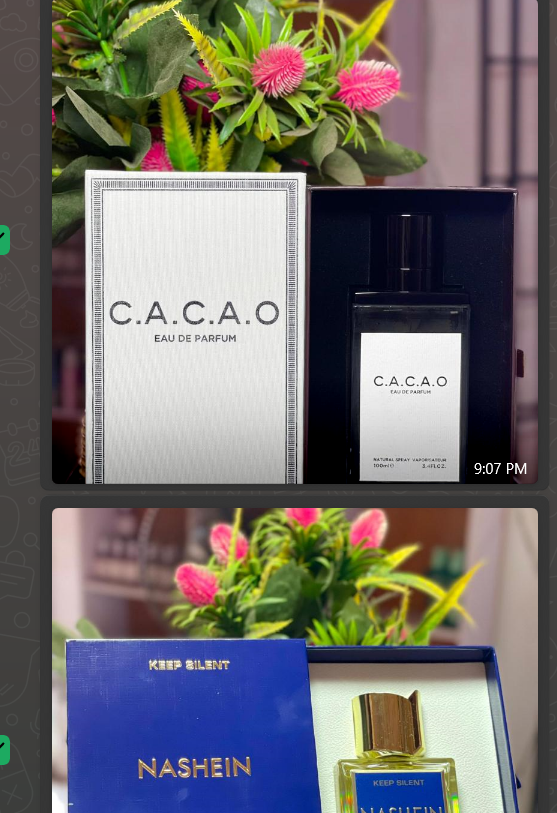 C.A.C.A.O
EAU DE PARFUM
C.A.C.A.O
EAU DE PARFUM
NATURAL SPRAY VAPORISATEUR
100ml
3.4FL.OZ.
9:07 PM
KEEP SILENT
NASHEIN
KEEP SILENT
NASHEIN